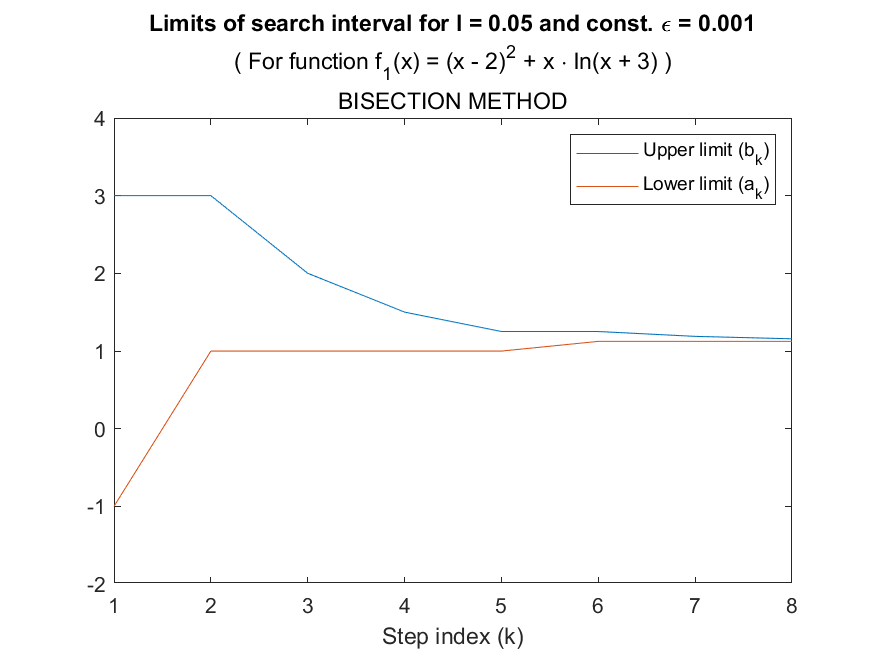 Limits of search interval for l = 0.05 and const. ϵ = 0.001
( For function f₁(x) = (x - 2)² + x · ln(x + 3) )
BISECTION METHOD
4
3
2
1
0
-1
-2
Upper limit (bₖ)
Lower limit (aₖ)
1 2 3 4 5 6 7 8
Step index (k)